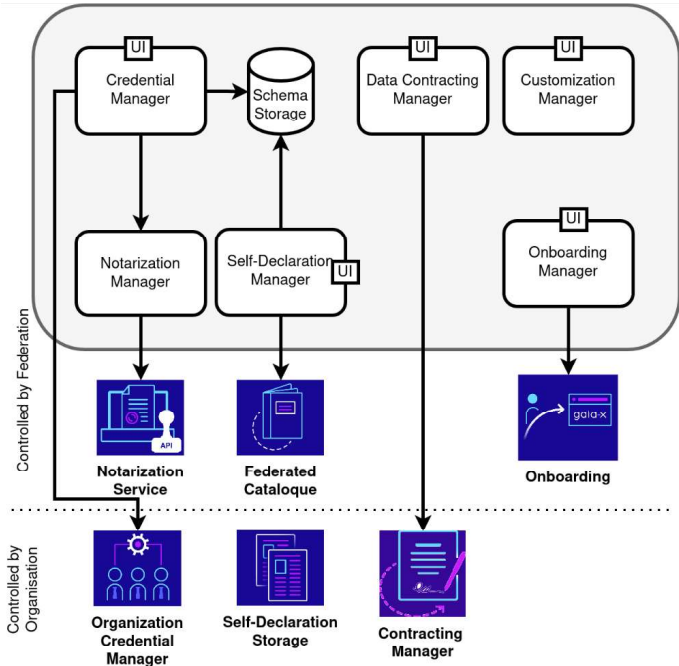 UI
Credential
Manager
Schema
Storage
UI
Data Contracting
Manager
UI
Customization
Manager
Notarization
Manager
Self-Declaration
Manager
UI
UI
Onboarding
Manager
Controlled by Federation
API
Notarization
Service
Federated
Cataloque
gaia-x
Onboarding
Controlled by
Organisation
Organization
Credential
Manager
Self-Declaration
Storage
Contracting
Manager